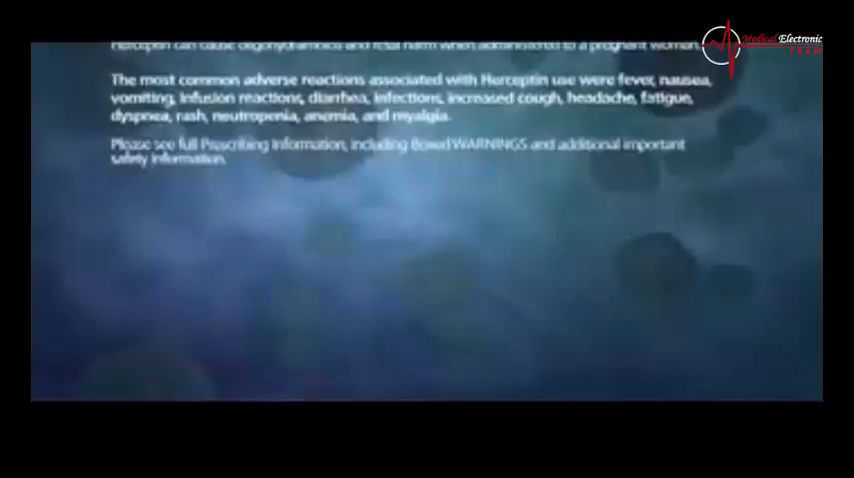 Herceptin can cause oligohydramnios and fetal harm when administered to a pregnant woman.
The most common adverse reactions associated with Herceptin use were fever, nausea,
vomiting, infusion reactions, diarrhea, infections, increased cough, headache, fatigue,
dyspnea, rash, neutropenia, anemia, and myalgia.
Please see full Prescribing Information, including Boxed WARNINGS and additional important
safety information.
Medical Electronic
TEAM